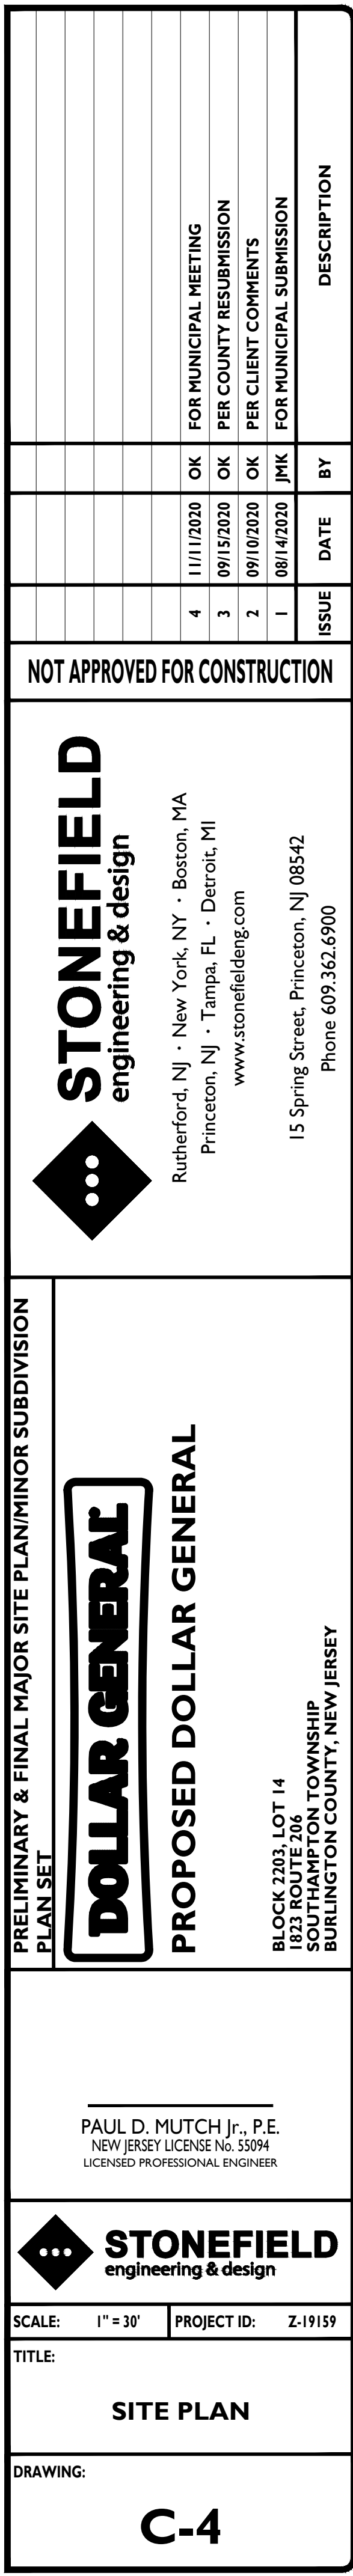 4 11/11/2020 OK FOR MUNICIPAL MEETING
3 09/15/2020 OK PER COUNTY RESUBMISSION
2 09/10/2020 OK PER CLIENT COMMENTS
1 08/14/2020 JMK FOR MUNICIPAL SUBMISSION
ISSUE DATE BY DESCRIPTION
NOT APPROVED FOR CONSTRUCTION
STONEFIELD
engineering & design
Rutherford, NJ · New York, NY · Boston, MA
Princeton, NJ · Tampa, FL · Detroit, MI
www.stonefieldeng.com
15 Spring Street, Princeton, NJ 08542
Phone 609.362.6900
PRELIMINARY & FINAL MAJOR SITE PLAN/MINOR SUBDIVISION
PLAN SET
DOLLAR GENERAL
PROPOSED DOLLAR GENERAL
BLOCK 2203, LOT 14
1823 ROUTE 206
SOUTHAMPTON TOWNSHIP
BURLINGTON COUNTY, NEW JERSEY
PAUL D. MUTCH Jr., P.E.
NEW JERSEY LICENSE No. 55094
LICENSED PROFESSIONAL ENGINEER
STONEFIELD
engineering & design
SCALE: 1" = 30' PROJECT ID: Z-19159
TITLE:
SITE PLAN
DRAWING:
C-4